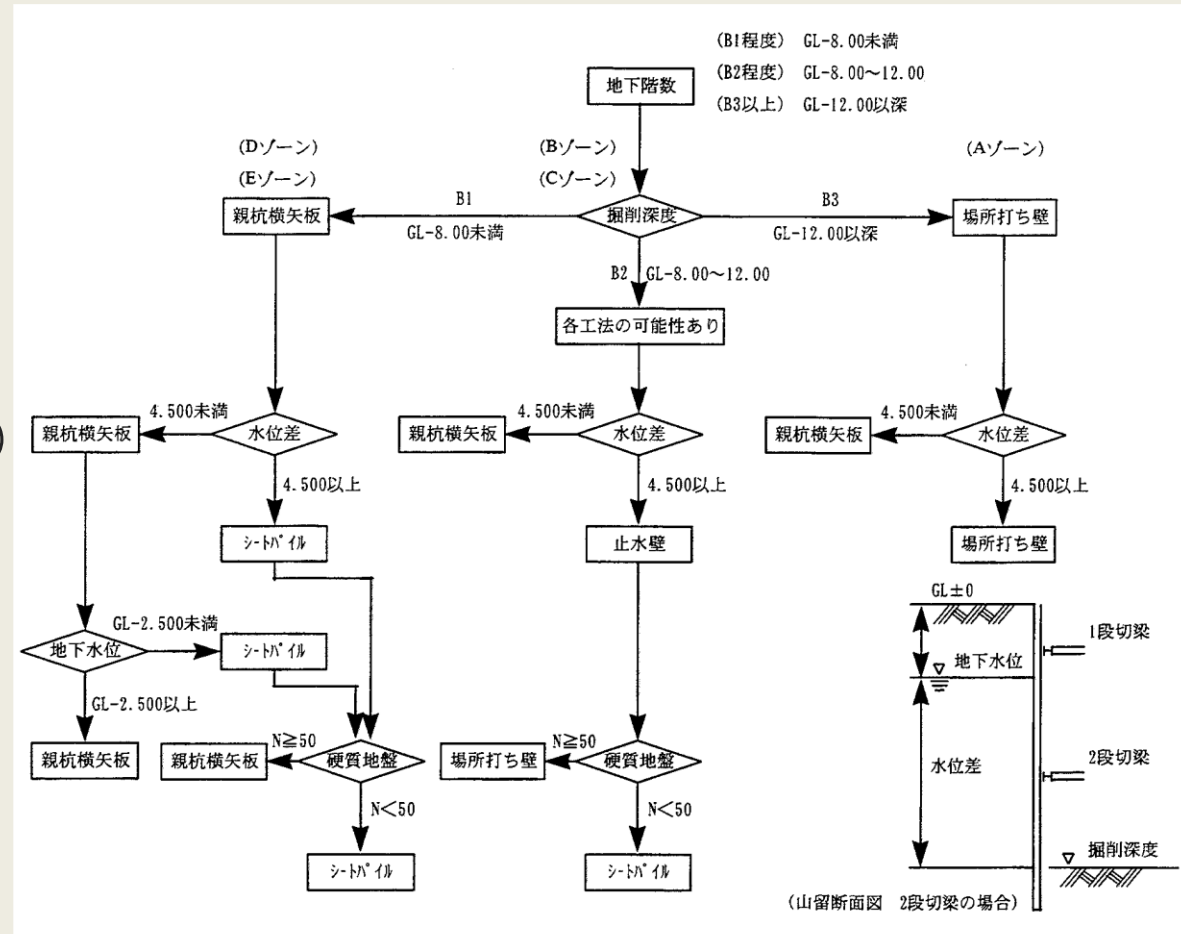 (B1程度) GL-8.00未満
(B2程度) GL-8.00～12.00
(B3以上) GL-12.00以深
地下階数
(Dゾーン)
(Eゾーン)
(Bゾーン)
(Cゾーン)
(Aゾーン)
親杭横矢板
B1
GL-8.00未満
掘削深度
B3
GL-12.00以深
場所打ち壁
B2 GL-8.00～12.00
各工法の可能性あり
親杭横矢板
4.500未満
水位差
4.500以上
親杭横矢板
4.500未満
水位差
4.500以上
親杭横矢板
4.500未満
水位差
4.500以上
シートパイル
止水壁
場所打ち壁
地下水位
GL-2.500未満
シートパイル
GL-2.500以上
親杭横矢板
親杭横矢板
N≧50
硬質地盤
N<50
シートパイル
場所打ち壁
N≧50
硬質地盤
N<50
シートパイル
GL±0
1段切梁
地下水位
水位差
2段切梁
掘削深度
(山留断面図 2段切梁の場合)